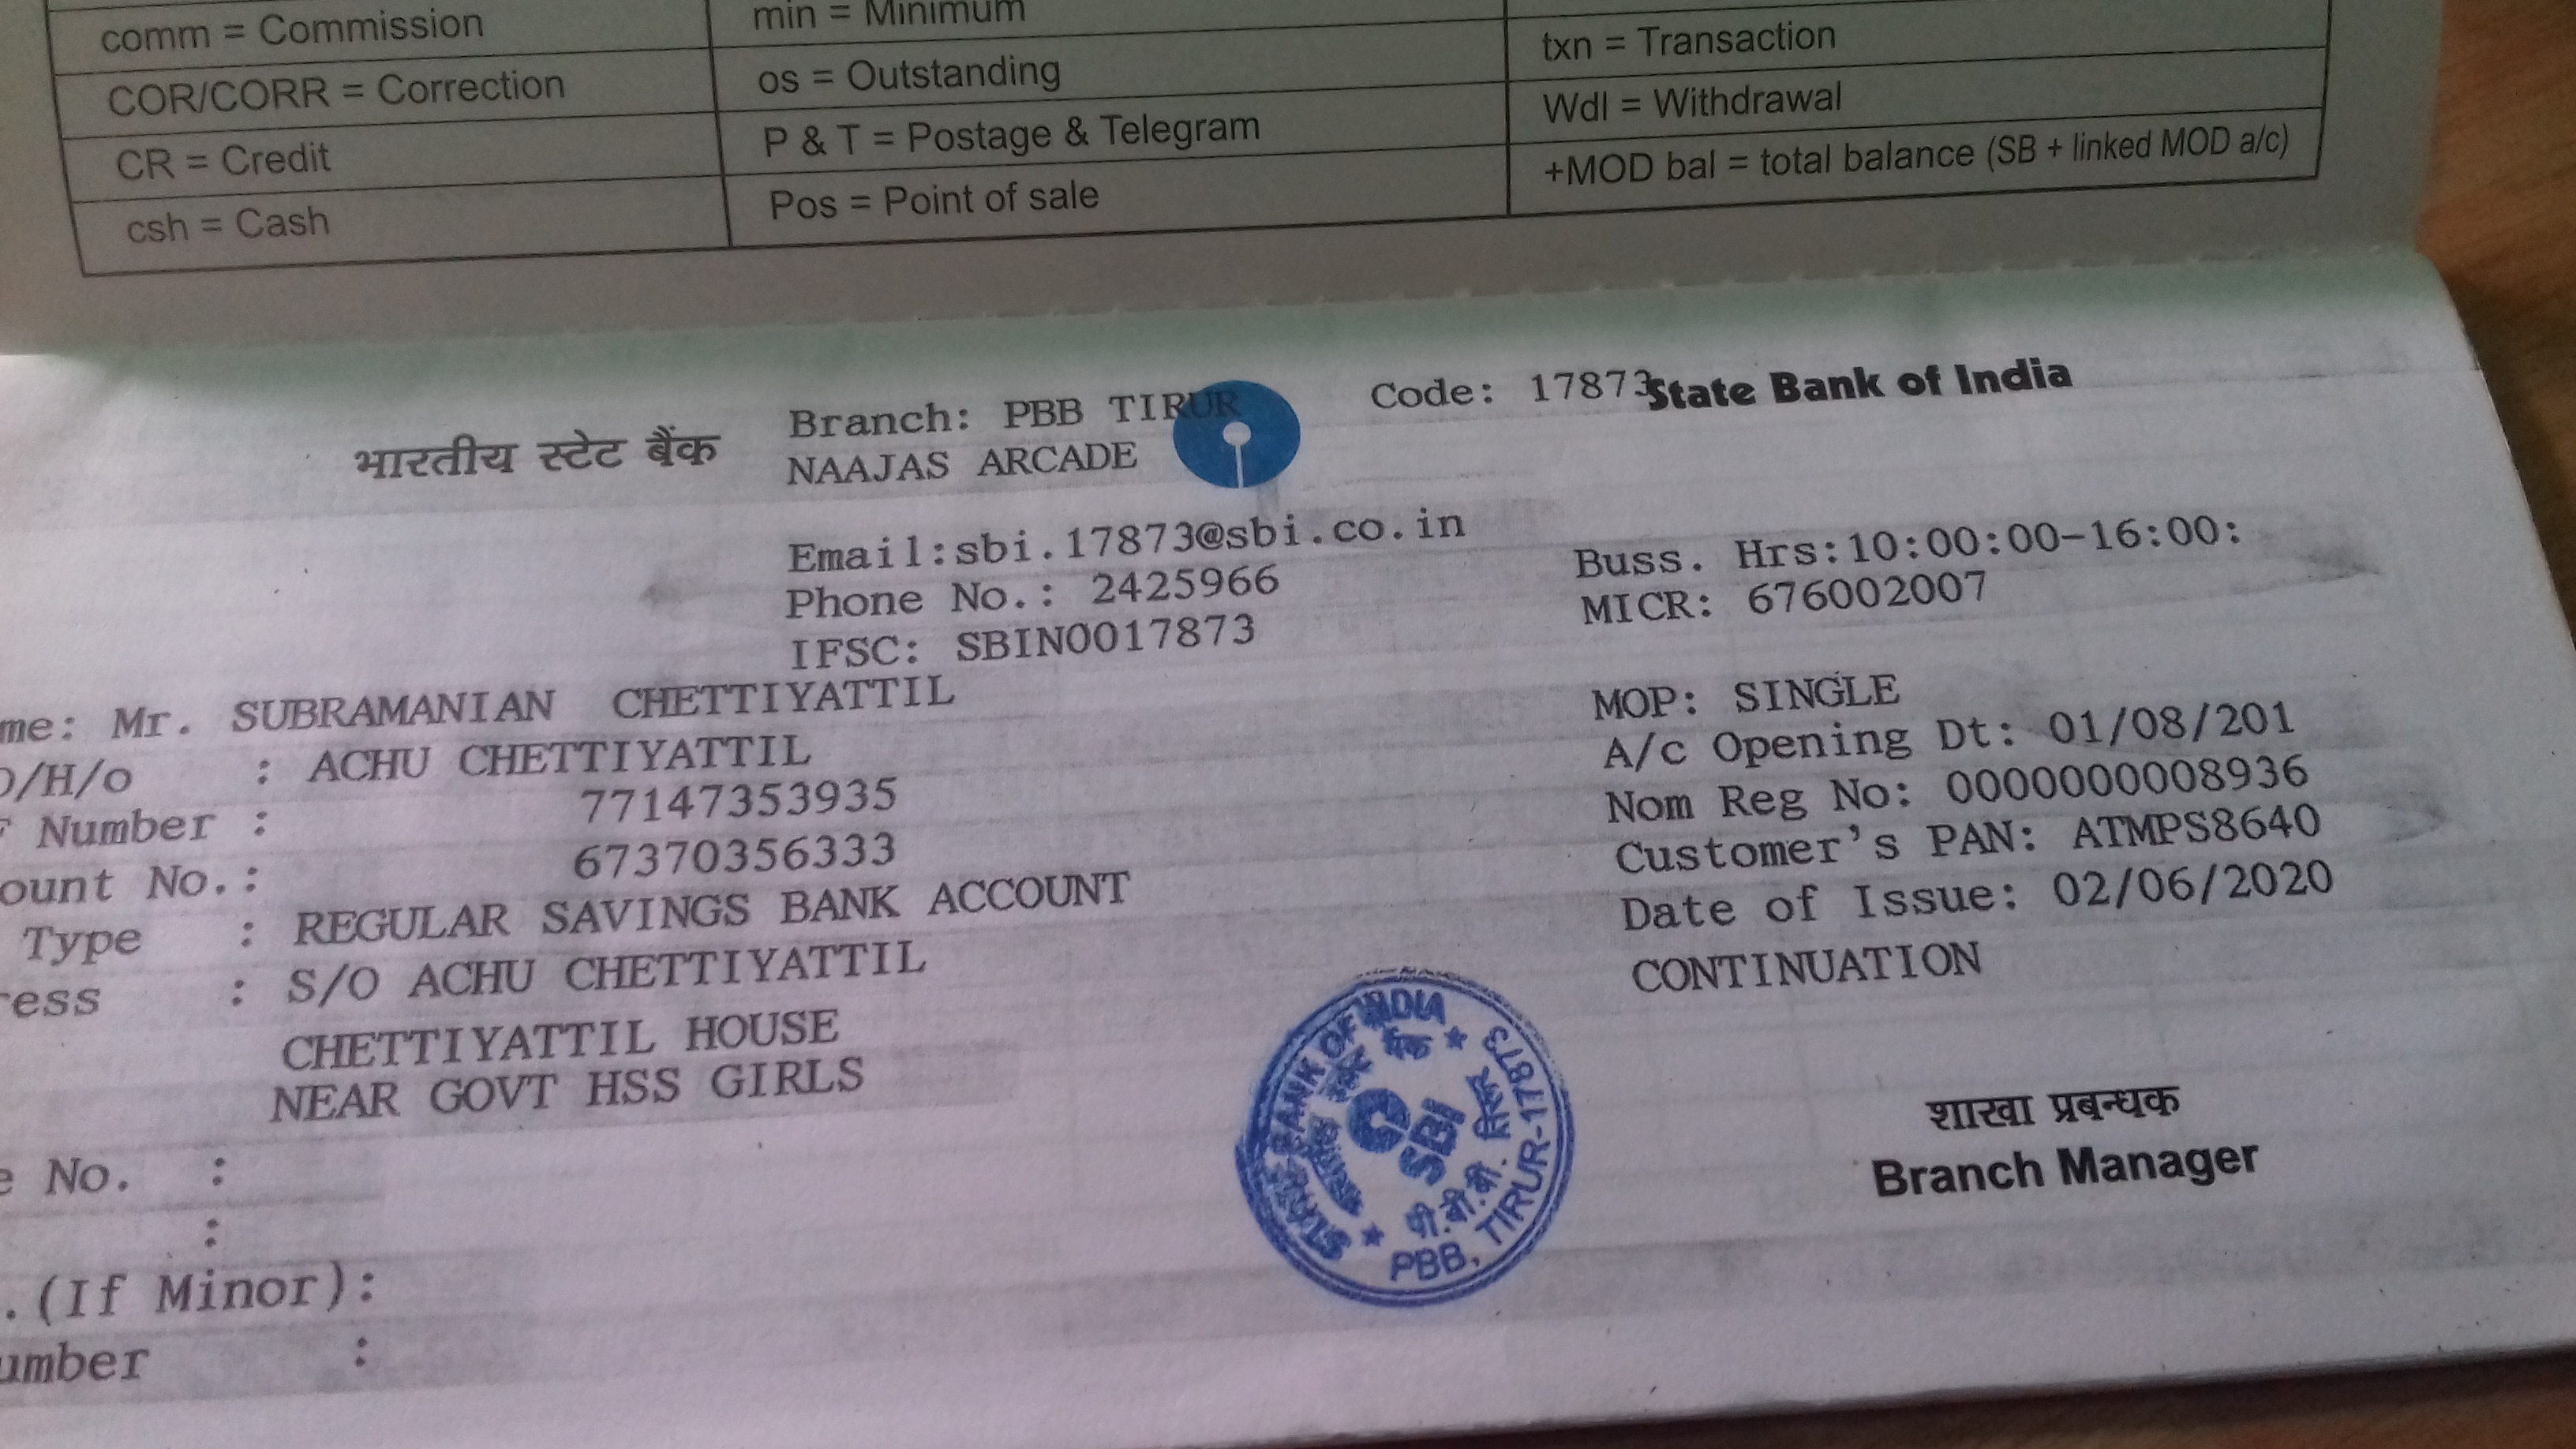 comm = Commission
min = Minimum
txn = Transaction
COR/CORR = Correction
os = Outstanding
Wdl = Withdrawal
CR = Credit
P & T = Postage & Telegram
+MOD bal = total balance (SB + linked MOD a/c)
csh = Cash
Pos = Point of sale
भारतीय स्टेट बैंक
Branch: PBB TIRUR
Code: 17873
State Bank of India
NAAJAS ARCADE
Email:sbi.17873@sbi.co.in
Buss. Hrs:10:00:00-16:00:
Phone No.: 2425966
MICR: 676002007
IFSC: SBIN0017873
me: Mr. SUBRAMANIAN CHETTIYATTIL
MOP: SINGLE
/H/o : ACHU CHETTIYATTIL
A/c Opening Dt: 01/08/201
Number : 77147353935
Nom Reg No: 0000000008936
ount No.: 67370356333
Customer's PAN: ATMPS8640
Type : REGULAR SAVINGS BANK ACCOUNT
Date of Issue: 02/06/2020
ress : S/O ACHU CHETTIYATTIL
CONTINUATION
CHETTIYATTIL HOUSE
NEAR GOVT HSS GIRLS
e No. :
:
.(If Minor):
umber :
STATE BANK OF INDIA
भारतीय स्टेट बैंक
SBI
पी.बी.बी. तिरूर
PBB, TIRUR-17873
शाखा प्रबन्धक
Branch Manager